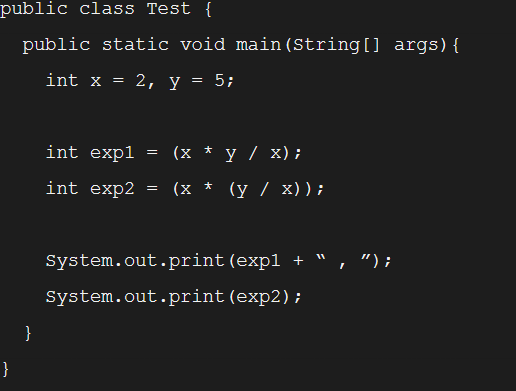 public class Test {
  public static void main(String[] args){
    int x = 2, y = 5;
    int exp1 = (x * y / x);
    int exp2 = (x * (y / x));
    System.out.print(exp1 + “ , ”);
    System.out.print(exp2);
  }
}